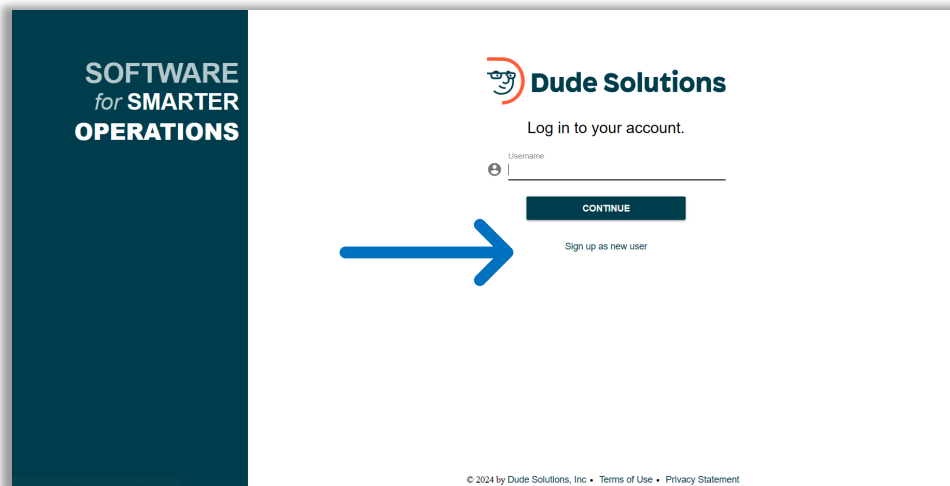 SOFTWARE
for SMARTER
OPERATIONS
Dude Solutions
Log in to your account.
Username
CONTINUE
Sign up as new user
© 2024 by Dude Solutions, Inc • Terms of Use • Privacy Statement